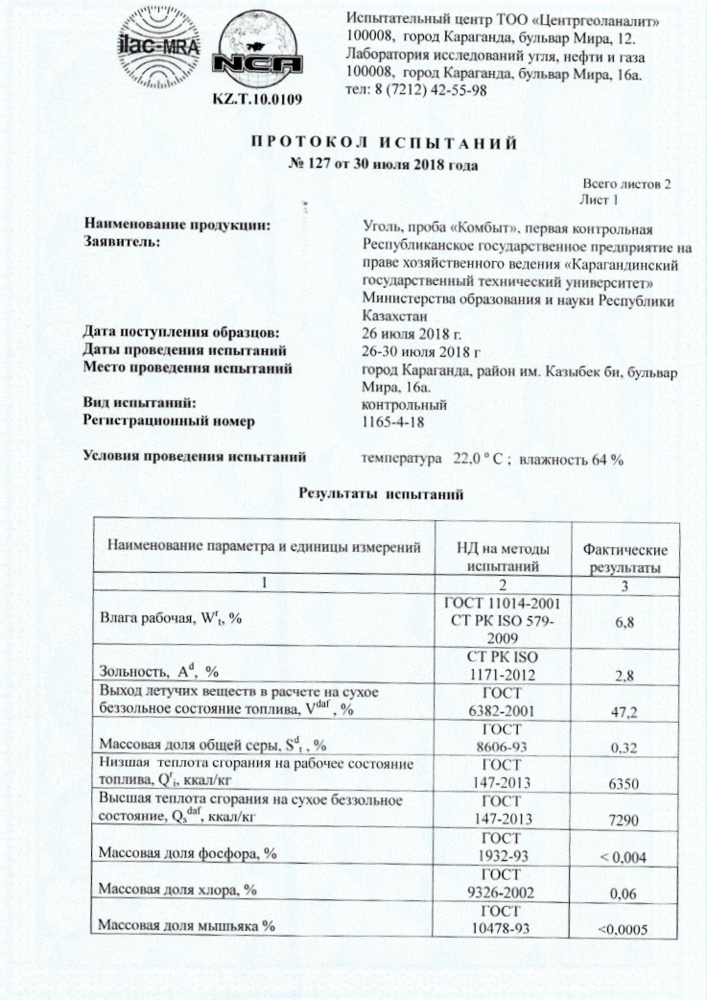 ilac-MRA
NCA
KZ.T.10.0109
Испытательный центр ТОО «Центргеоланалит»
100008, город Караганда, бульвар Мира, 12.
Лаборатория исследований угля, нефти и газа
100008, город Караганда, бульвар Мира, 16а.
тел: 8 (7212) 42-55-98
ПРОТОКОЛ ИСПЫТАНИЙ
№ 127 от 30 июля 2018 года
Всего листов 2
Лист 1
Наименование продукции: Уголь, проба «Комбыт», первая контрольная
Заявитель: Республиканское государственное предприятие на
праве хозяйственного ведения «Карагандинский
государственный технический университет»
Министерства образования и науки Республики
Казахстан
Дата поступления образцов: 26 июля 2018 г.
Даты проведения испытаний 26-30 июля 2018 г
Место проведения испытаний город Караганда, район им. Казыбек би, бульвар
Мира, 16а.
Вид испытаний: контрольный
Регистрационный номер 1165-4-18
Условия проведения испытаний температура 22,0 º С ; влажность 64 %
Результаты испытаний
Наименование параметра и единицы измерений НД на методы Фактические
испытаний результаты
1 2 3
ГОСТ 11014-2001
Влага рабочая, Wʳt, % СТ РК ISO 579- 6,8
2009
СТ РК ISO
Зольность, Aᵈ, % 1171-2012 2,8
Выход летучих веществ в расчете на сухое ГОСТ
беззольное состояние топлива, Vᵈᵃᶠ , % 6382-2001 47,2
ГОСТ
Массовая доля общей серы, Sᵈt , % 8606-93 0,32
Низшая теплота сгорания на рабочее состояние ГОСТ
топлива, Qʳi, ккал/кг 147-2013 6350
Высшая теплота сгорания на сухое беззольное ГОСТ
состояние, Qsᵈᵃᶠ, ккал/кг 147-2013 7290
ГОСТ
Массовая доля фосфора, % 1932-93 < 0,004
ГОСТ
Массовая доля хлора, % 9326-2002 0,06
ГОСТ
Массовая доля мышьяка % 10478-93 <0,0005